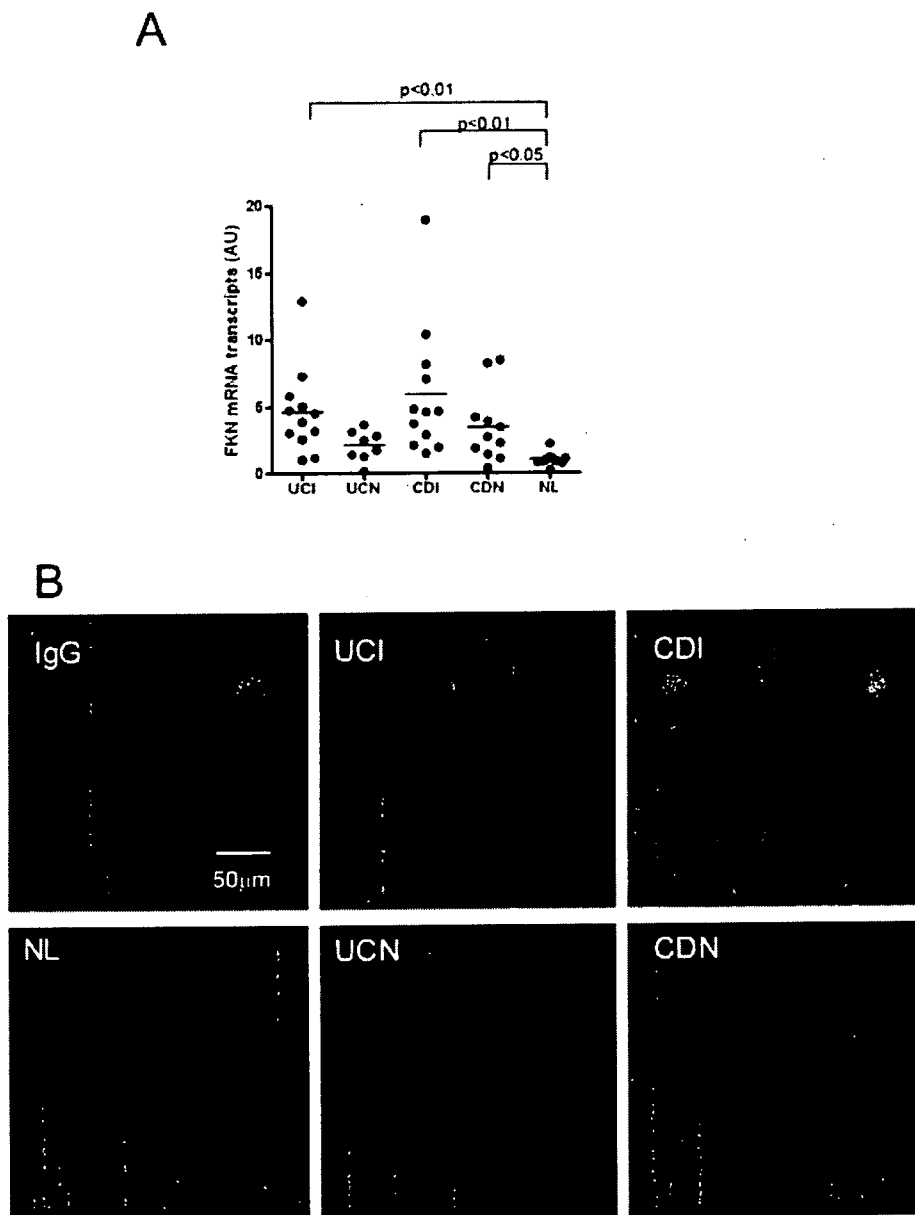 A
p<0.01
p<0.01
p<0.05
FKN mRNA transcripts (AU)
20
15
10
5
0
UCI UCN CDI CDN NL
B
IgG UCI CDI
50μm
NL UCN CDN